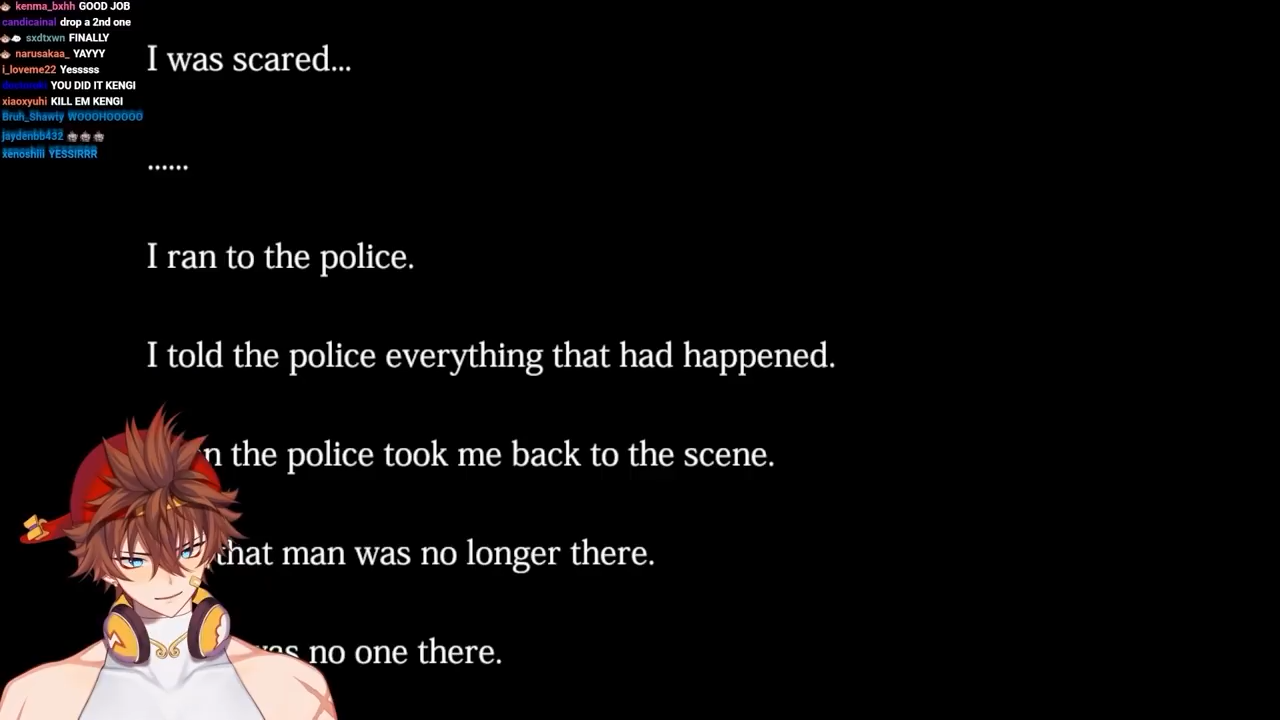 kenma_bxhh GOOD JOB
candicainal drop a 2nd one
sxdtxwn FINALLY
narusakaa_ YAYYY
i_loveme22 Yesssss
YOU DID IT KENGI
xiaoxyuhi KILL EM KENGI
Bruh_Shawty WOOOHOOOOO
jaydenbb432
xenoshiii YESSIRRR
I was scared...
......
I ran to the police.
I told the police everything that had happened.
the police took me back to the scene.
that man was no longer there.
no one there.